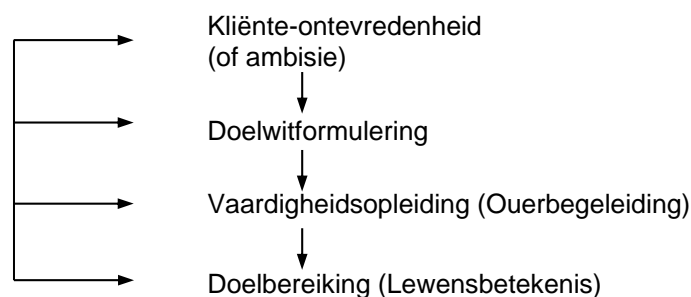 Kliënte-ontevredenheid
(of ambisie)
Doelwitformulering
Vaardigheidsopleiding (Ouerbegeleiding)
Doelbereiking (Lewensbetekenis)